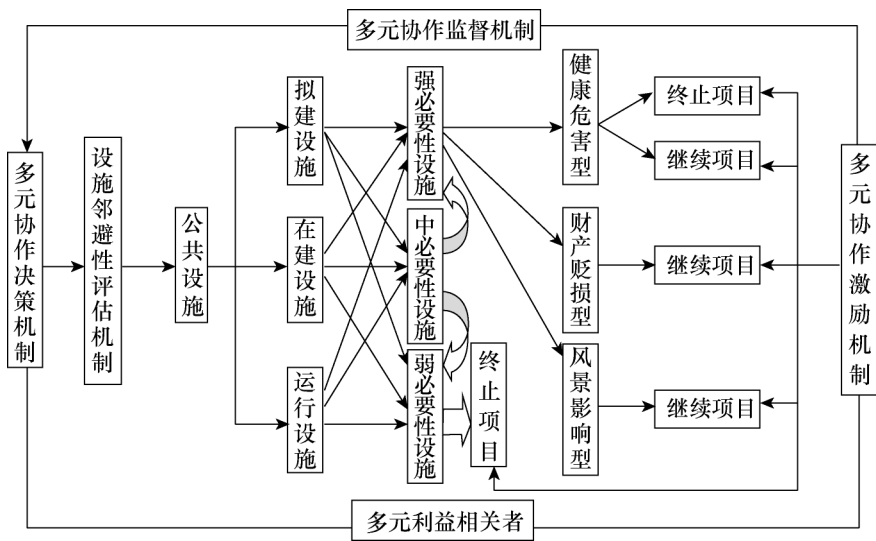 多元协作监督机制
多元协作决策机制
设施邻避性评估机制
公共设施
拟建设施
在建设施
运行设施
强必要性设施
中必要性设施
弱必要性设施
终止项目
健康危害型
财产贬损型
风景影响型
终止项目
继续项目
继续项目
继续项目
多元协作激励机制
多元利益相关者